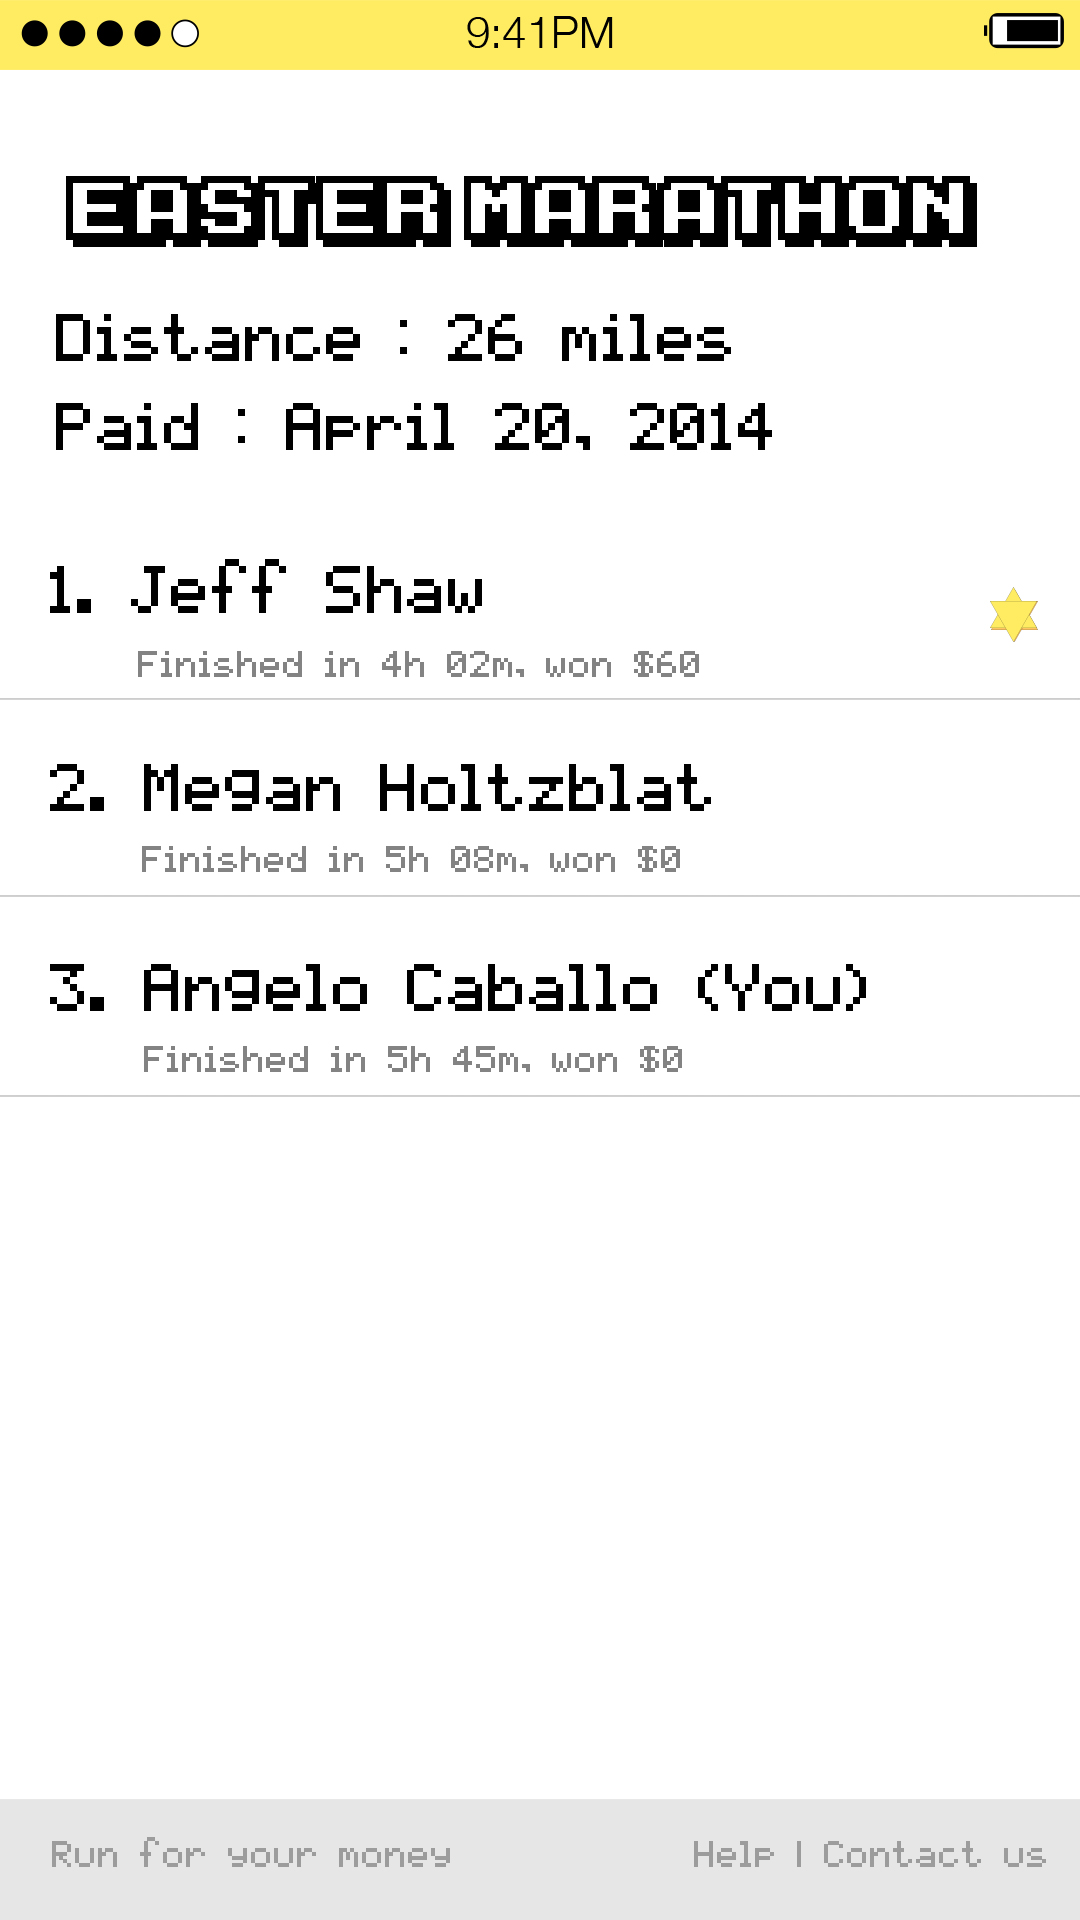 9:41PM
EASTER MARATHON
Distance : 26 miles
Paid : April 20, 2014
1. Jeff Shaw
Finished in 4h 02m, won $60
2. Megan Holtzblat
Finished in 5h 08m, won $0
3. Angelo Caballo (You)
Finished in 5h 45m, won $0
Run for your money
Help | Contact us